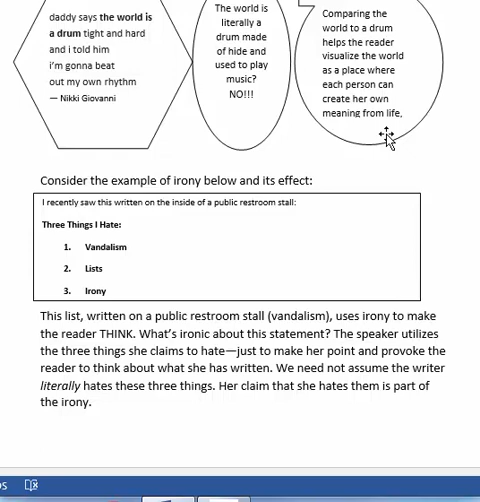 daddy says the world is
a drum tight and hard
and i told him
i'm gonna beat
out my own rhythm
— Nikki Giovanni
The world is
literally a
drum made
of hide and
used to play
music?
NO!!!
Comparing the
world to a drum
helps the reader
visualize the world
as a place where
each person can
create her own
meaning from life,
Consider the example of irony below and its effect:
I recently saw this written on the inside of a public restroom stall:
Three Things I Hate:
1. Vandalism
2. Lists
3. Irony
This list, written on a public restroom stall (vandalism), uses irony to make
the reader THINK. What's ironic about this statement? The speaker utilizes
the three things she claims to hate—just to make her point and provoke the
reader to think about what she has written. We need not assume the writer
literally hates these three things. Her claim that she hates them is part of
the irony.